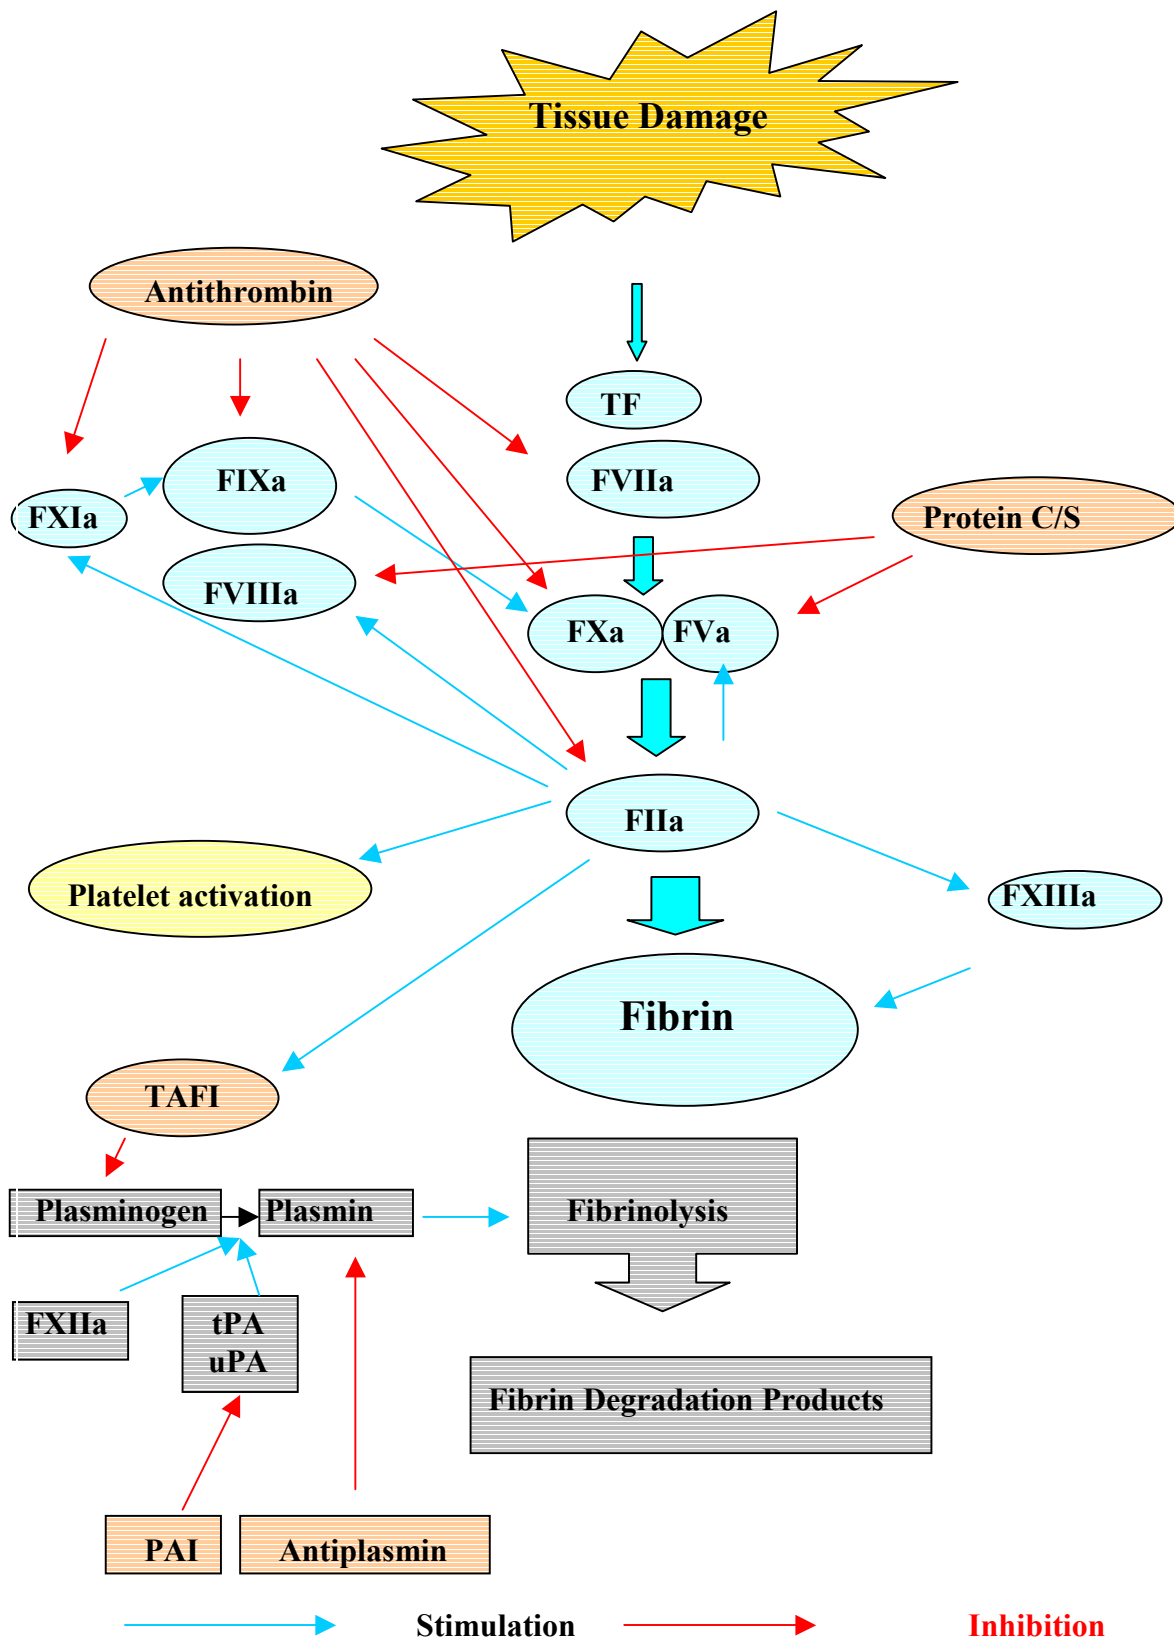 Tissue Damage
Antithrombin
TF
FIXa
FVIIa
FXIa
Protein C/S
FVIIIa
FXa
FVa
FIIa
Platelet activation
FXIIIa
Fibrin
TAFI
Plasminogen
Plasmin
Fibrinolysis
FXIIa
tPA
uPA
Fibrin Degradation Products
PAI
Antiplasmin
Stimulation
Inhibition